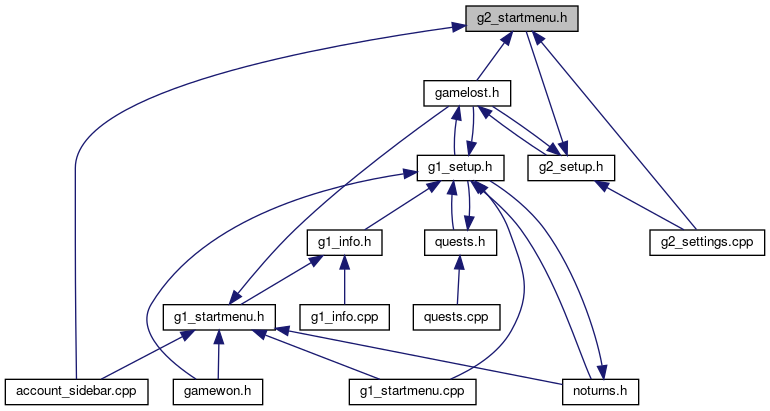 g2_startmenu.h
gamelost.h
g1_setup.h
g2_setup.h
g1_info.h
quests.h
g2_settings.cpp
g1_startmenu.h
g1_info.cpp
quests.cpp
account_sidebar.cpp
gamewon.h
g1_startmenu.cpp
noturns.h